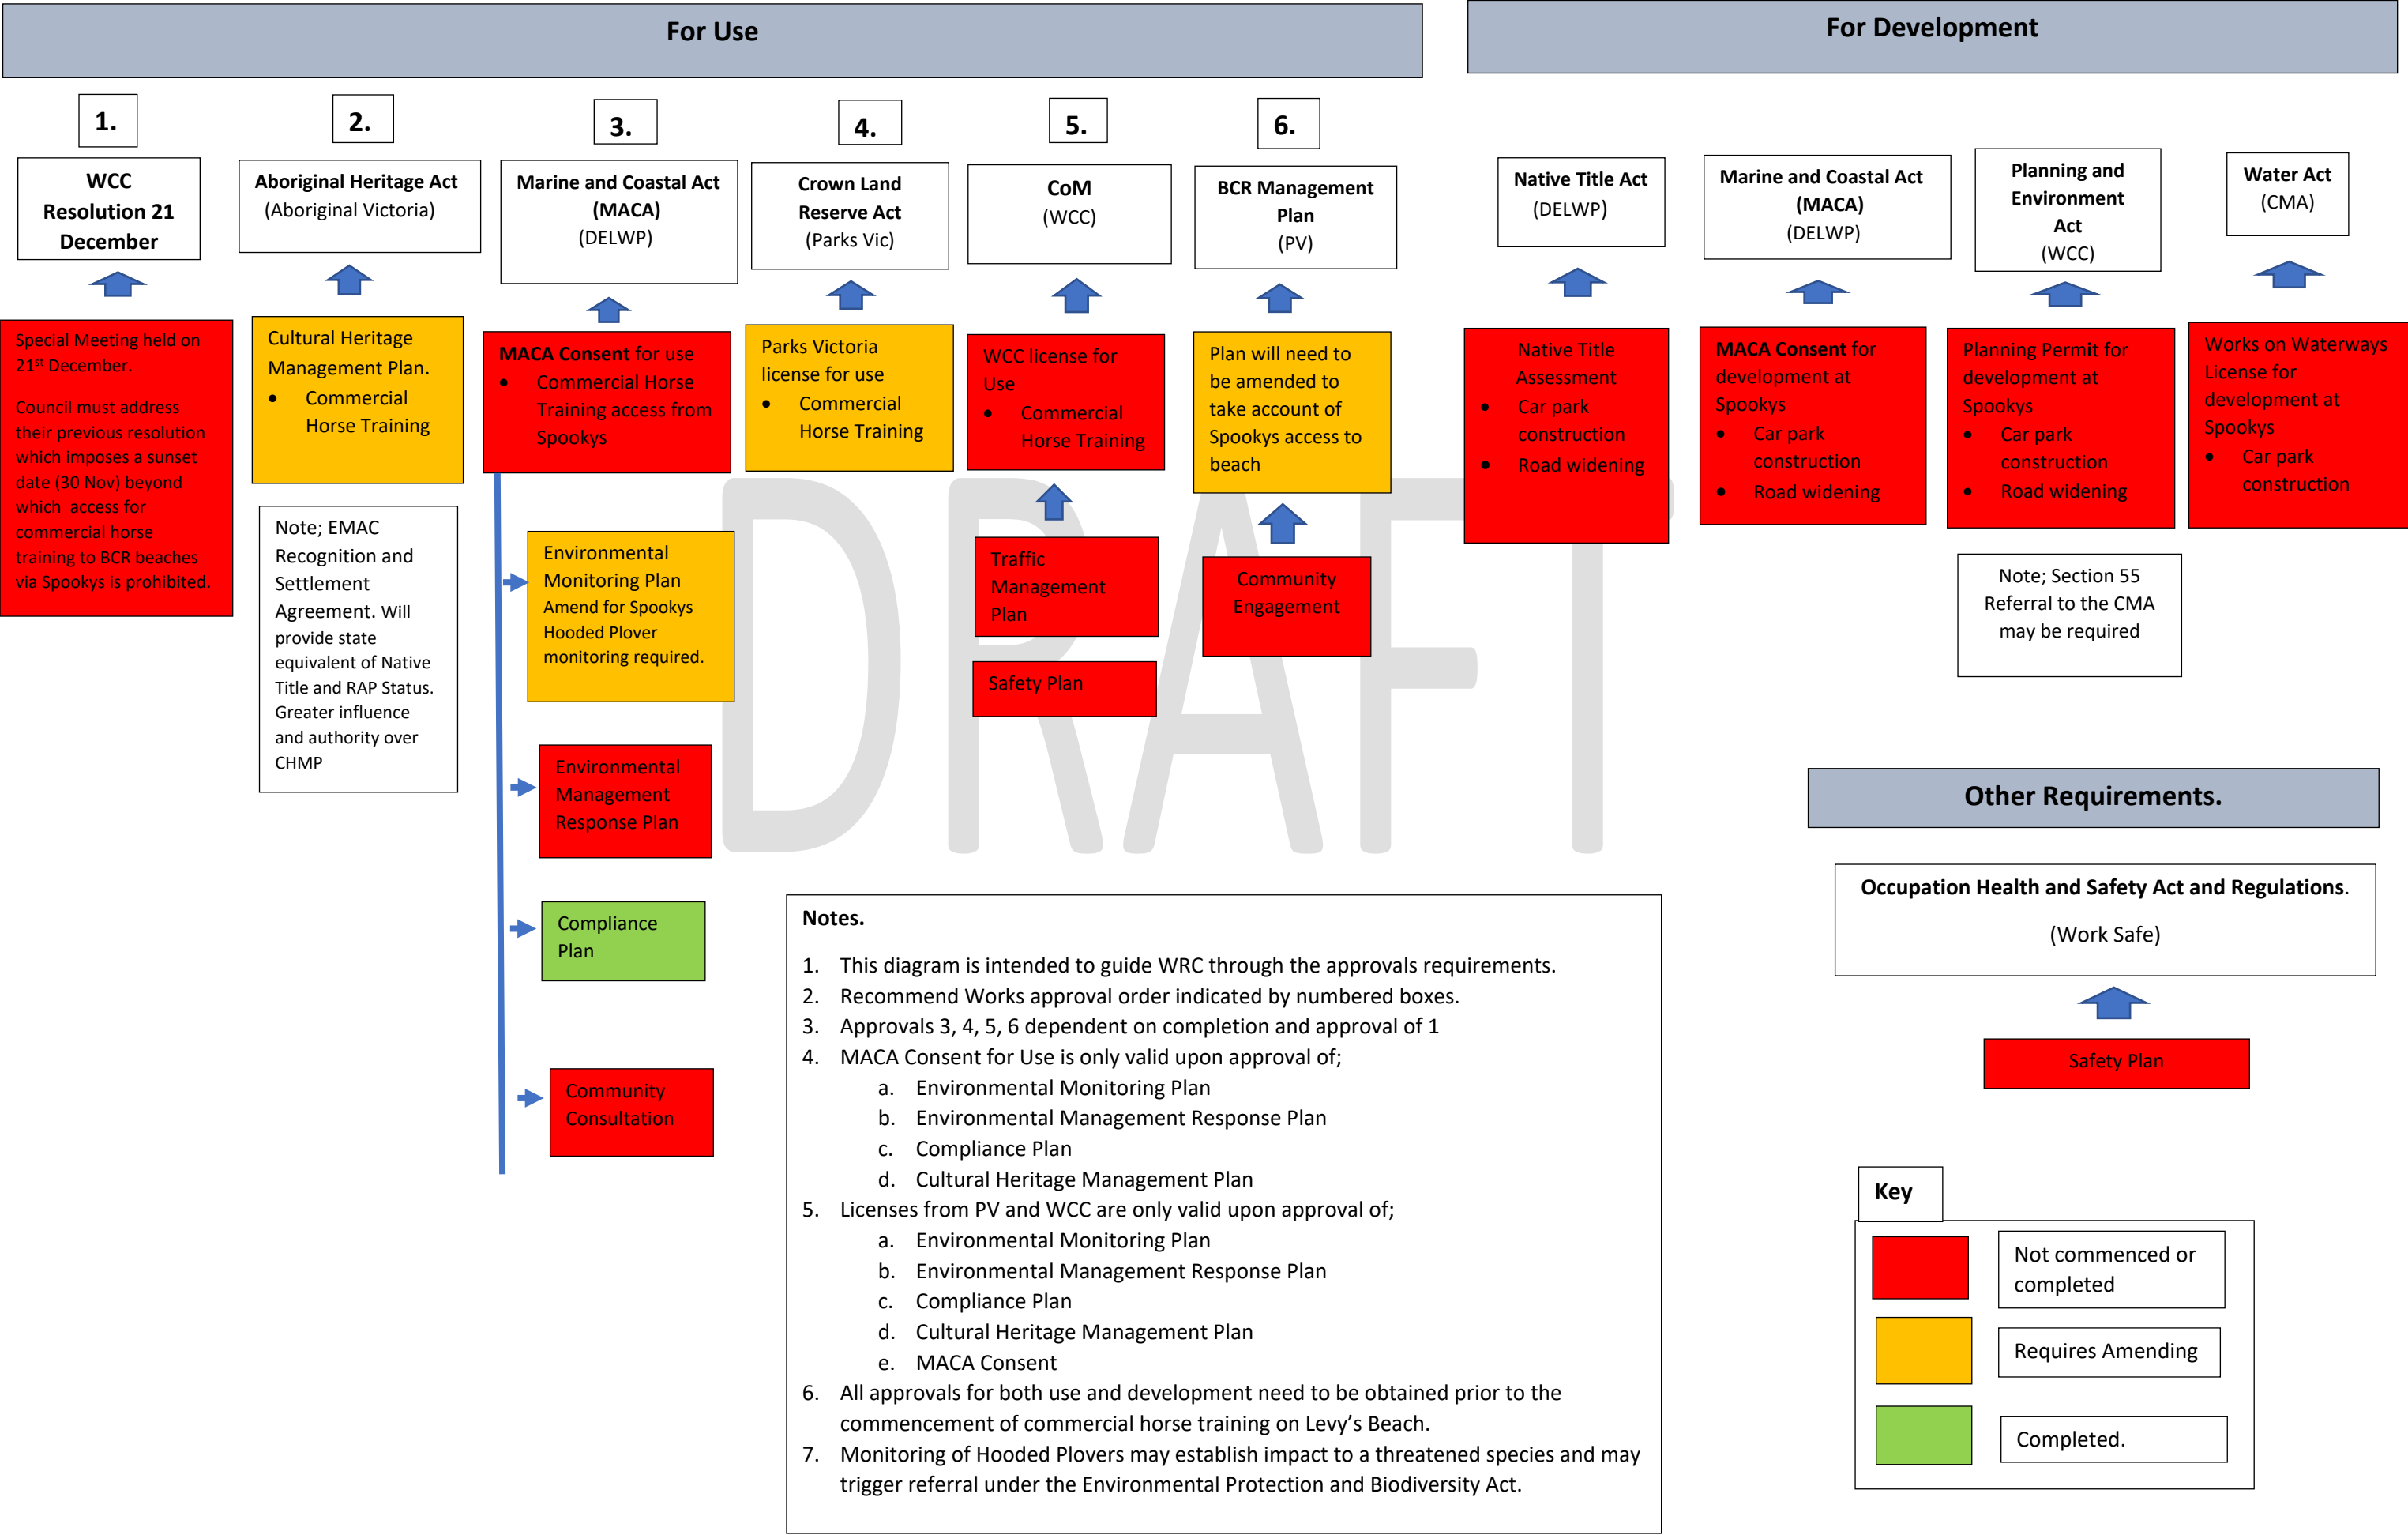 For Use
For Development
1.
2.
3.
4.
5.
6.
WCC
Resolution 21
December
Aboriginal Heritage Act
(Aboriginal Victoria)
Marine and Coastal Act
(MACA)
(DELWP)
Crown Land
Reserve Act
(Parks Vic)
CoM
(WCC)
BCR Management
Plan
(PV)
Native Title Act
(DELWP)
Marine and Coastal Act
(MACA)
(DELWP)
Planning and
Environment
Act
(WCC)
Water Act
(CMA)
Special Meeting held on
21st December.
Council must address
their previous resolution
which imposes a sunset
date (30 Nov) beyond
which access for
commercial horse
training to BCR beaches
via Spookys is prohibited.
Cultural Heritage
Management Plan.
• Commercial
Horse Training
Note; EMAC
Recognition and
Settlement
Agreement. Will
provide state
equivalent of Native
Title and RAP Status.
Greater influence
and authority over
CHMP
MACA Consent for use
• Commercial Horse
Training access from
Spookys
Environmental
Monitoring Plan
Amend for Spookys
Hooded Plover
monitoring required.
Environmental
Management
Response Plan
Compliance
Plan
Community
Consultation
Parks Victoria
license for use
• Commercial
Horse Training
WCC license for
Use
• Commercial
Horse Training
Traffic
Management
Plan
Safety Plan
Plan will need to
be amended to
take account of
Spookys access to
beach
Community
Engagement
Native Title
Assessment
• Car park
construction
• Road widening
MACA Consent for
development at
Spookys
• Car park
construction
• Road widening
Planning Permit for
development at
Spookys
• Car park
construction
• Road widening
Note; Section 55
Referral to the CMA
may be required
Works on Waterways
License for
development at
Spookys
• Car park
construction
DRAFT
Other Requirements.
Occupation Health and Safety Act and Regulations.
(Work Safe)
Safety Plan
Notes.
1. This diagram is intended to guide WRC through the approvals requirements.
2. Recommend Works approval order indicated by numbered boxes.
3. Approvals 3, 4, 5, 6 dependent on completion and approval of 1
4. MACA Consent for Use is only valid upon approval of;
a. Environmental Monitoring Plan
b. Environmental Management Response Plan
c. Compliance Plan
d. Cultural Heritage Management Plan
5. Licenses from PV and WCC are only valid upon approval of;
a. Environmental Monitoring Plan
b. Environmental Management Response Plan
c. Compliance Plan
d. Cultural Heritage Management Plan
e. MACA Consent
6. All approvals for both use and development need to be obtained prior to the
commencement of commercial horse training on Levy's Beach.
7. Monitoring of Hooded Plovers may establish impact to a threatened species and may
trigger referral under the Environmental Protection and Biodiversity Act.
Key
Not commenced or
completed
Requires Amending
Completed.